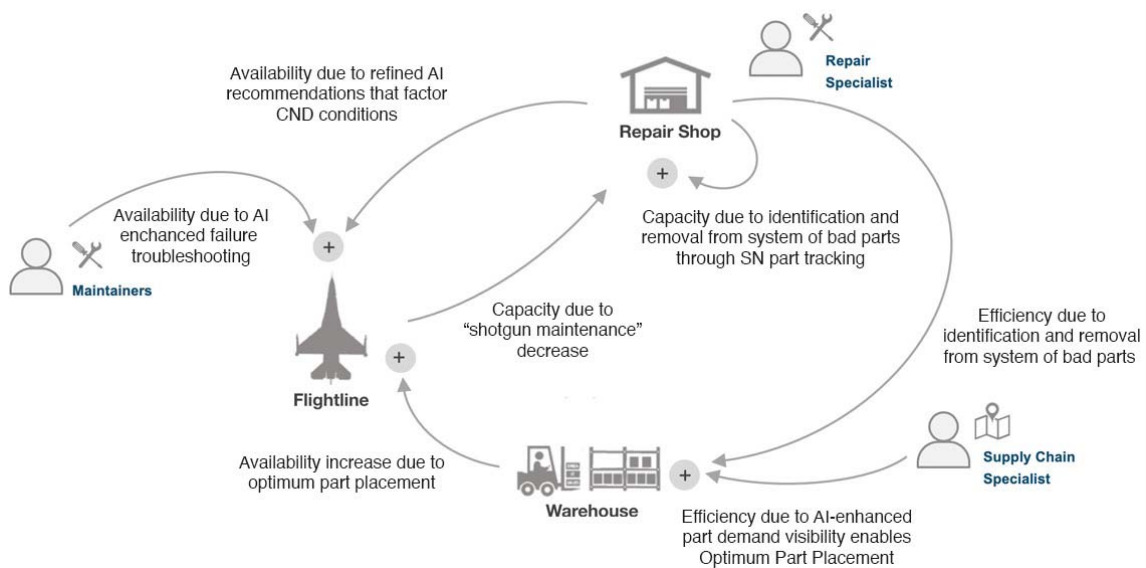 Availability due to refined AI
recommendations that factor
CND conditions
Repair
Specialist
Repair Shop
+
Availability due to AI
enchanced failure
troubleshooting
+
Maintainers
Capacity due to identification and
removal from system of bad parts
through SN part tracking
Capacity due to
“shotgun maintenance”
decrease
+
Flightline
Efficiency due to
identification and removal
from system of bad parts
Availability increase due to
optimum part placement
Warehouse
+
Supply Chain
Specialist
Efficiency due to AI-enhanced
part demand visibility enables
Optimum Part Placement